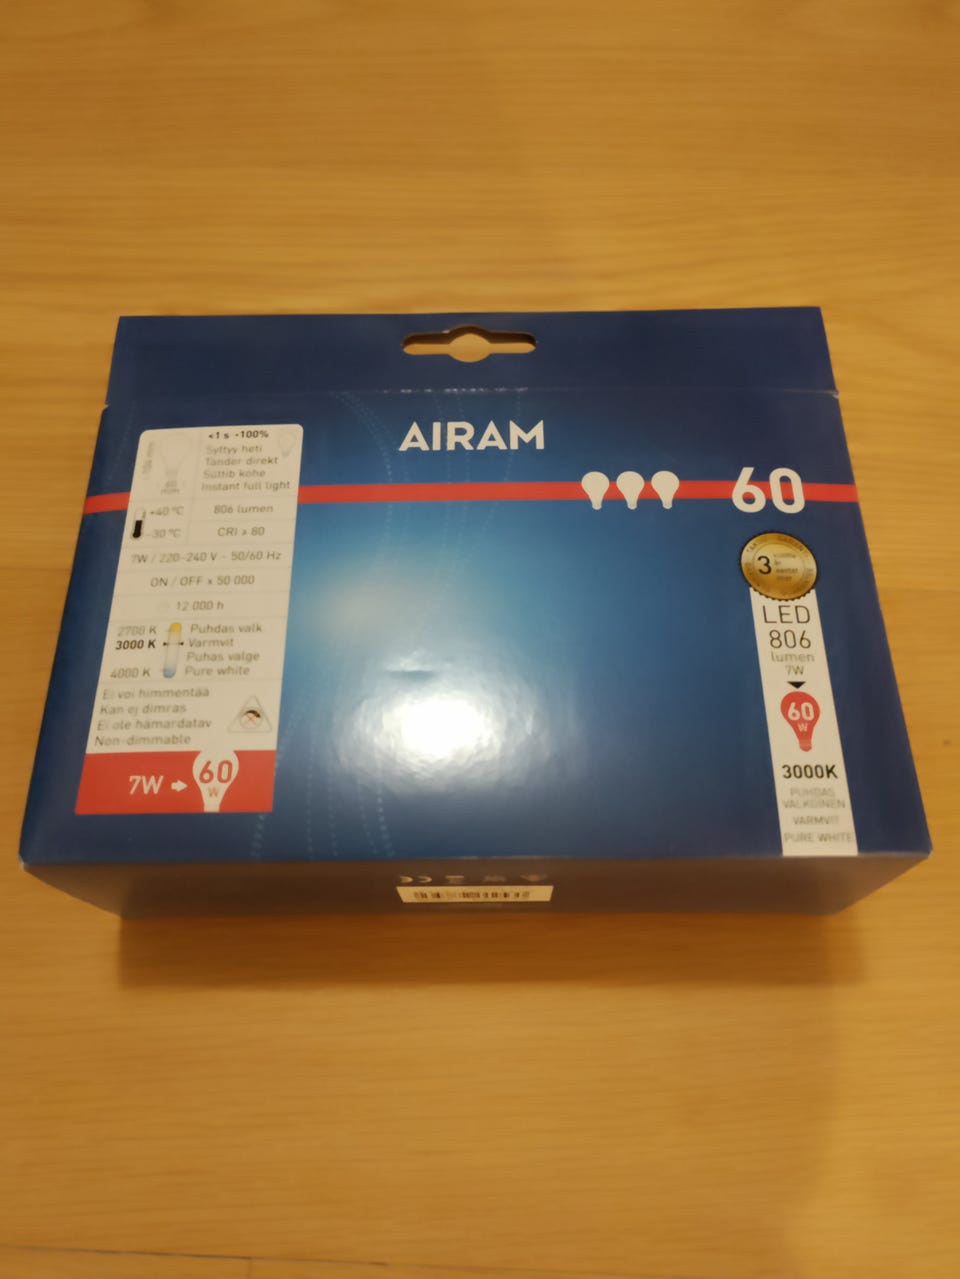 AIRAM
60
<1 s -100%
Syttyy heti
Tänder direkt
Süttib kohe
Instant full light
60
mm
+40 °C
-30 °C
806 lumen
CRI ≥ 80
7W / 220-240 V ~ 50/60 Hz
ON / OFF x 50 000
12 000 h
2700 K
3000 K
4000 K
Puhdas valk.
Varmvit
Puhas valge
Pure white
Ei voi himmentää
Kan ej dimras
Ei ole hämardatav
Non-dimmable
7W
60
W
3
LED
806
lumen
7W
60
W
3000K
PUHDAS
VALKOINEN
VARMVIT
PURE WHITE